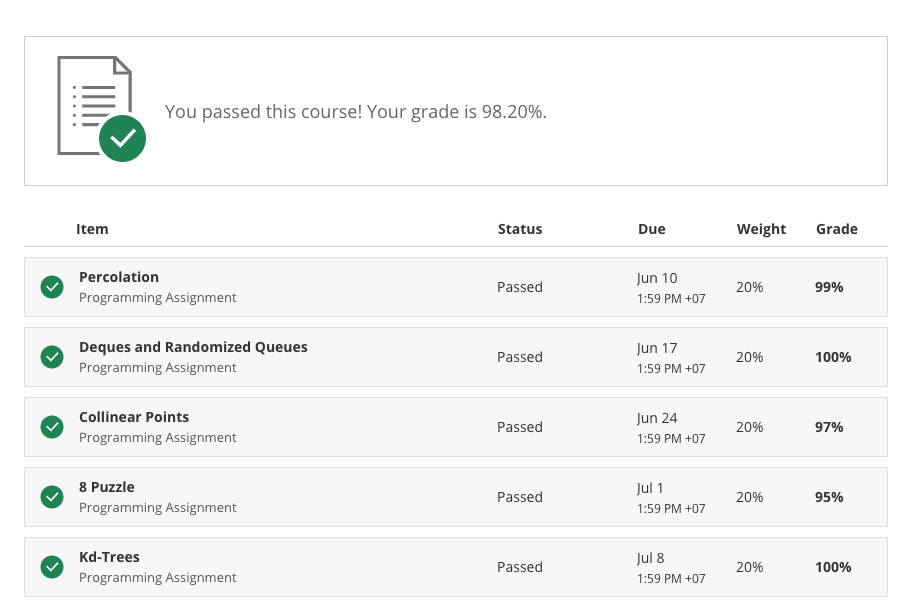 You passed this course! Your grade is 98.20%.
Item Status Due Weight Grade
Percolation
Programming Assignment
Passed
Jun 10
1:59 PM +07
20%
99%
Deques and Randomized Queues
Programming Assignment
Passed
Jun 17
1:59 PM +07
20%
100%
Collinear Points
Programming Assignment
Passed
Jun 24
1:59 PM +07
20%
97%
8 Puzzle
Programming Assignment
Passed
Jul 1
1:59 PM +07
20%
95%
Kd-Trees
Programming Assignment
Passed
Jul 8
1:59 PM +07
20%
100%